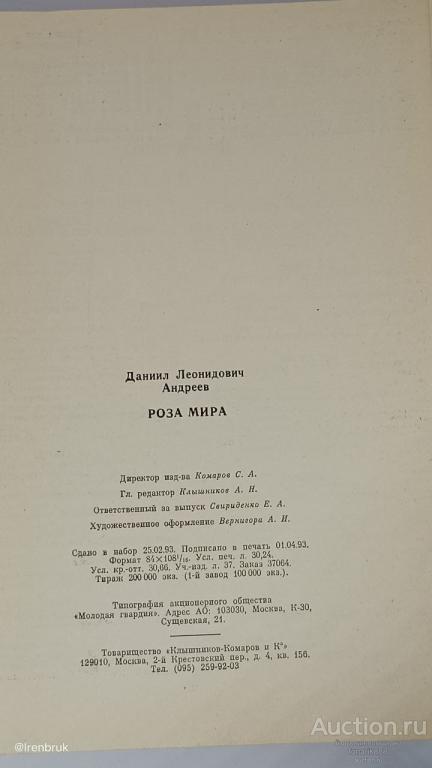 Даниил Леонидович
Андреев
РОЗА МИРА
Директор изд-ва Комаров С. А.
Гл. редактор Клышников А. Н.
Ответственный за выпуск Свириденко Е. А.
Художественное оформление Вернигора А. И.
Сдано в набор 25.02.93. Подписано в печать 01.04.93.
Формат 84×108¹/₁₆. Усл. печ. л. 30,24.
Усл. кр.-отт. 30,66. Уч.-изд. л. 37. Заказ 37064.
Тираж 200 000 экз. (1-й завод 100 000 экз.).
Типография акционерного общества
«Молодая гвардия». Адрес АО: 103030, Москва, К-30,
Сущевская, 21.
Товарищество «Клышников-Комаров и К°»
129010, Москва, 2-й Крестовский пер., д. 4, кв. 156.
Тел. (095) 259-92-03
@Irenbruk
Auction.ru